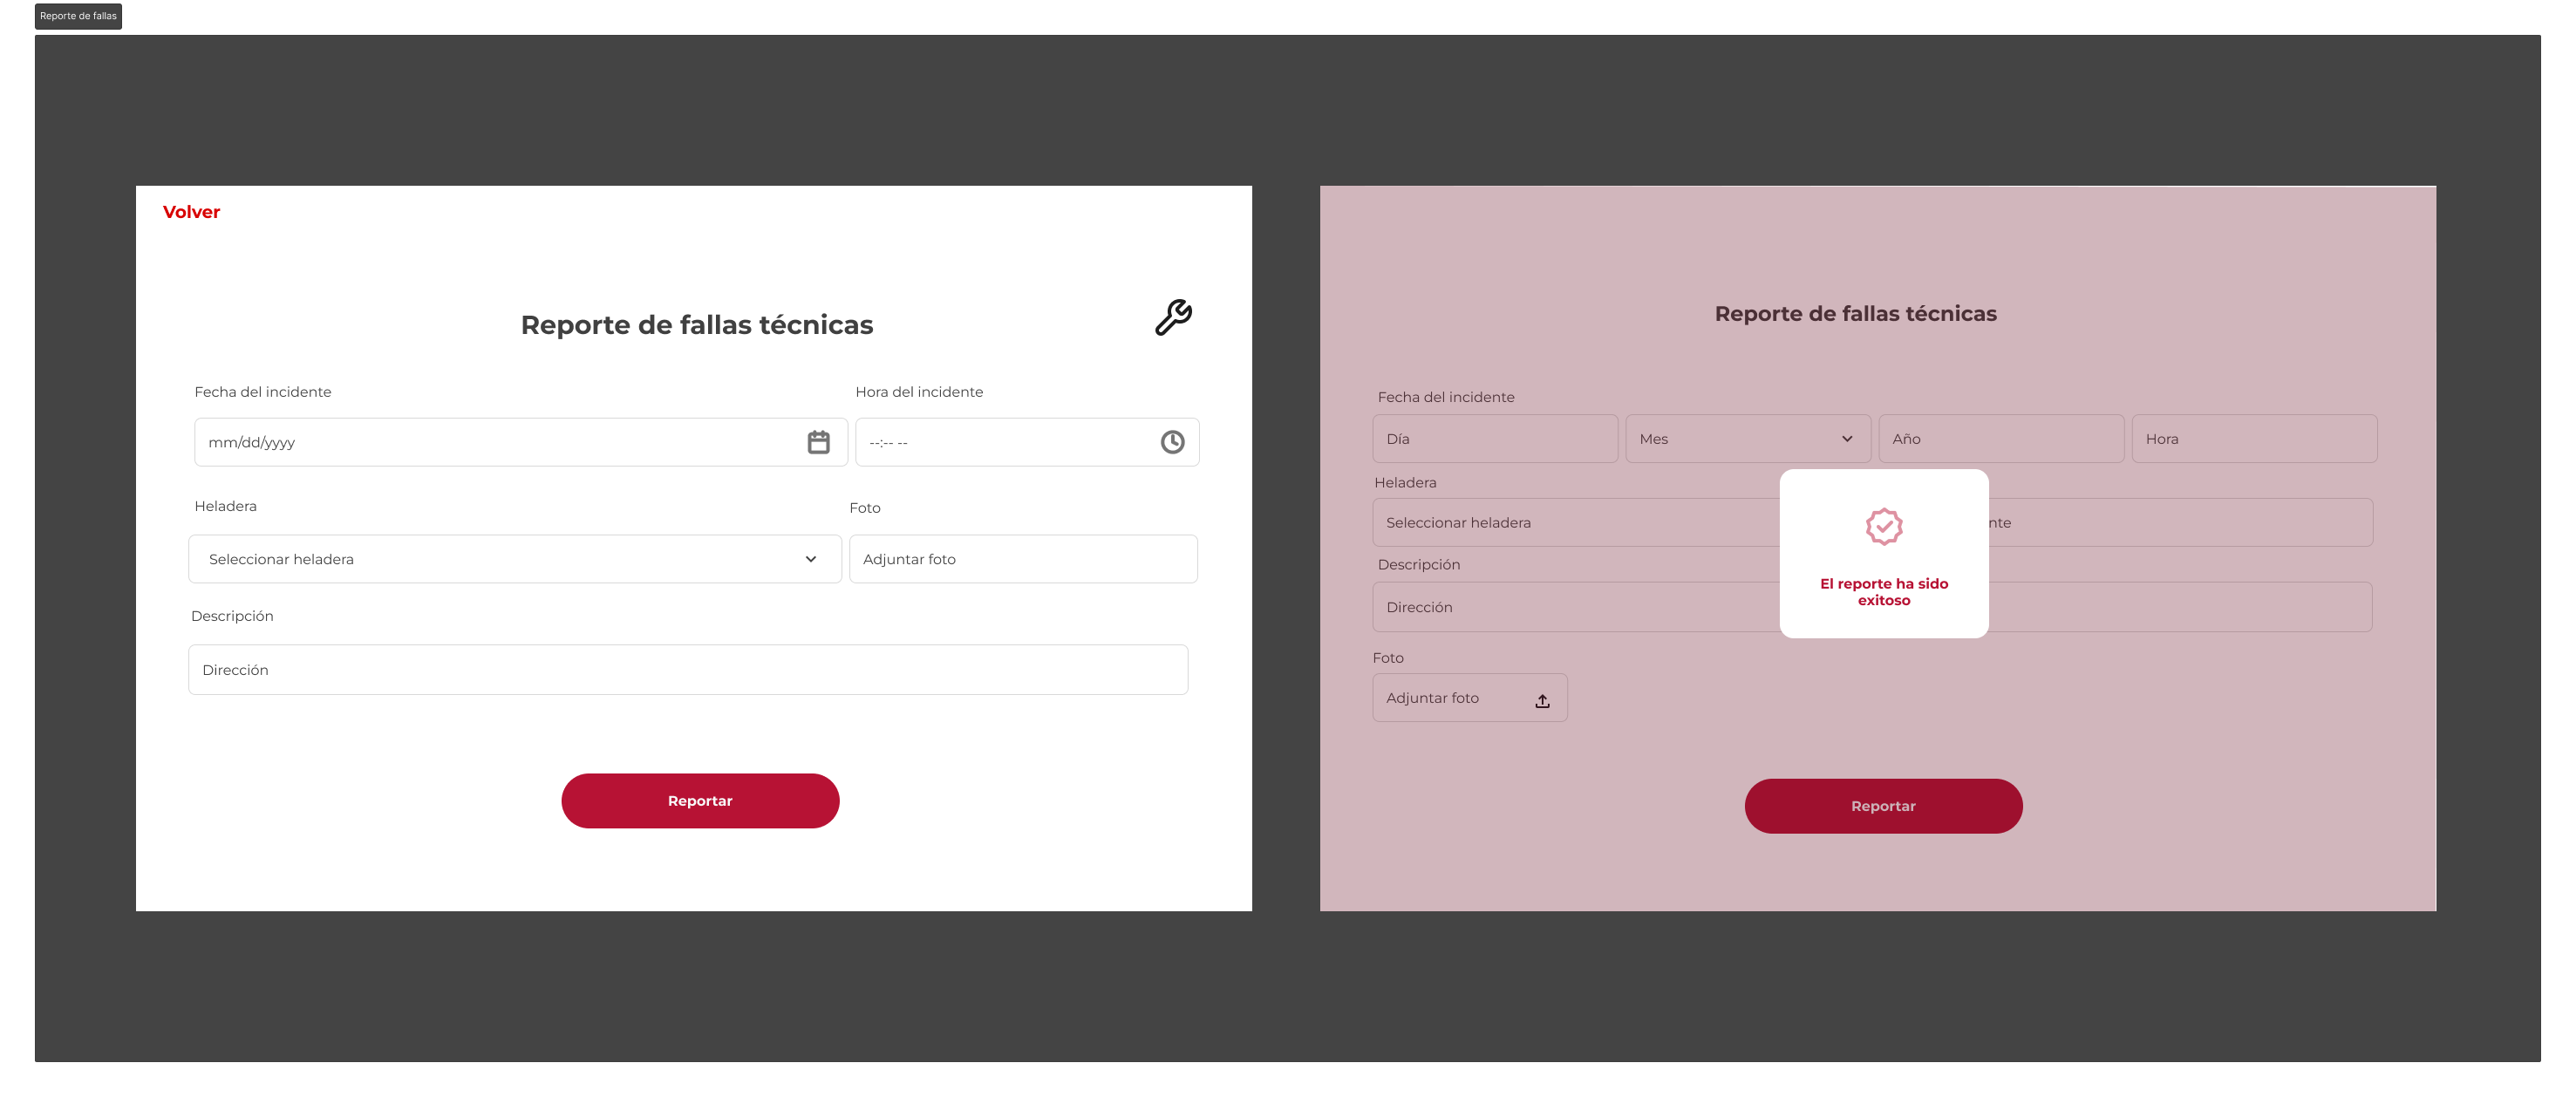 Reporte de fallas
Volver
Reporte de fallas técnicas
Fecha del incidente
Hora del incidente
mm/dd/yyyy
--:-- --
Heladera
Foto
Seleccionar heladera
Adjuntar foto
Descripción
Dirección
Reportar
Reporte de fallas técnicas
Fecha del incidente
Día
Mes
Año
Hora
Heladera
Seleccionar heladera
nte
Descripción
Dirección
El reporte ha sido
exitoso
Foto
Adjuntar foto
Reportar